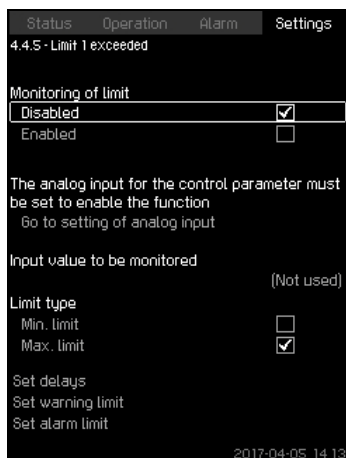 Status Operation Alarm Settings
4.4.5 - Limit 1 exceeded
Monitoring of limit
Disabled
Enabled
The analog input for the control parameter must
be set to enable the function
Go to setting of analog input
Input value to be monitored
(Not used)
Limit type
Min. limit
Max. limit
Set delays
Set warning limit
Set alarm limit
2017-04-05 14:13